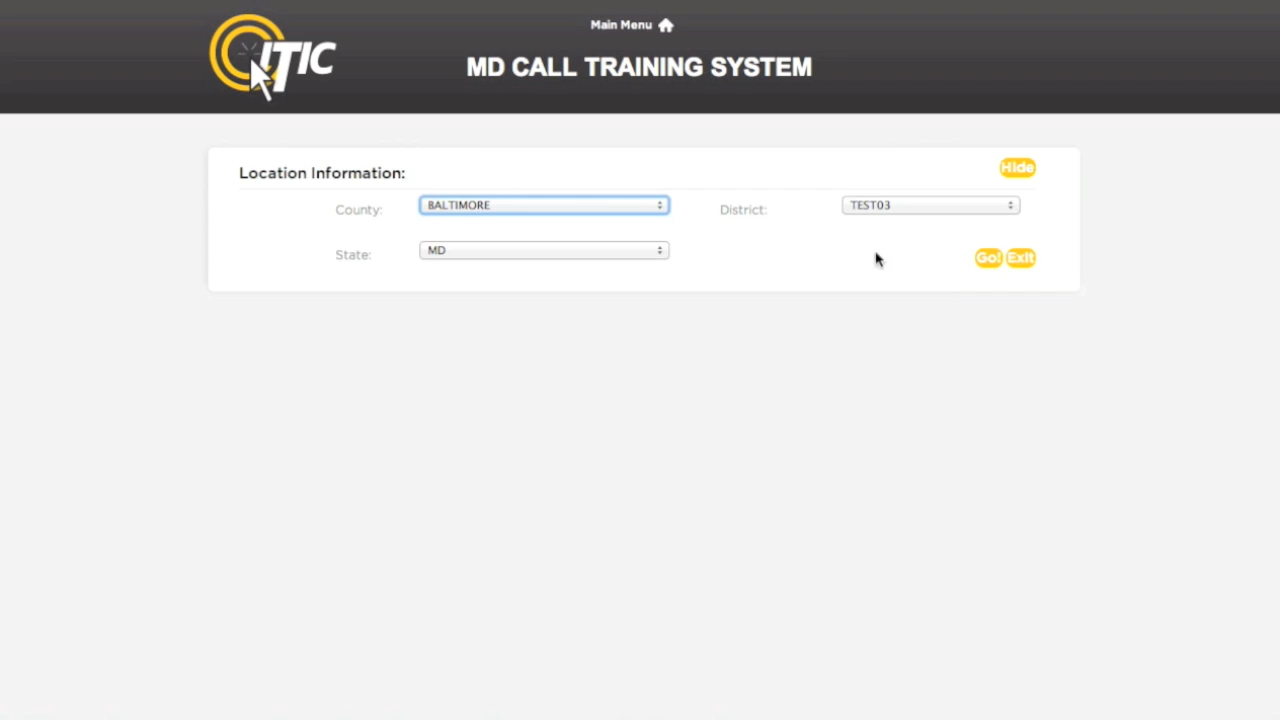 Main Menu
ITIC
MD CALL TRAINING SYSTEM
Location Information:
Hide
County: BALTIMORE District: TEST03
State: MD
Go! Exit